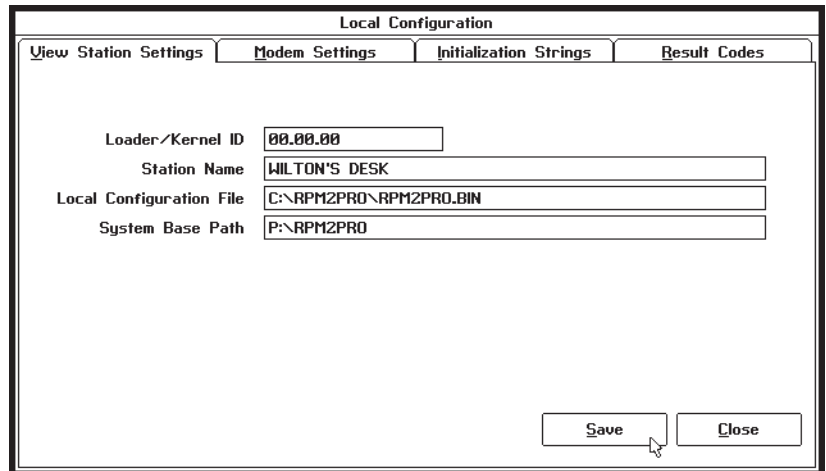 Local Configuration
View Station Settings Modem Settings Initialization Strings Result Codes
Loader/Kernel ID 00.00.00
Station Name WILTON'S DESK
Local Configuration File C:\RPM2PRO\RPM2PRO.BIN
System Base Path P:\RPM2PRO
Save Close